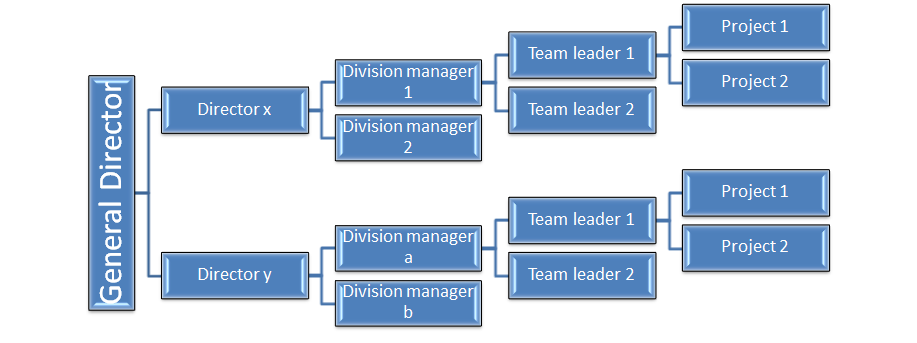 General Director
Director x
Division manager
1
Team leader 1
Project 1
Project 2
Team leader 2
Division manager
2
Director y
Division manager
a
Team leader 1
Project 1
Project 2
Team leader 2
Division manager
b